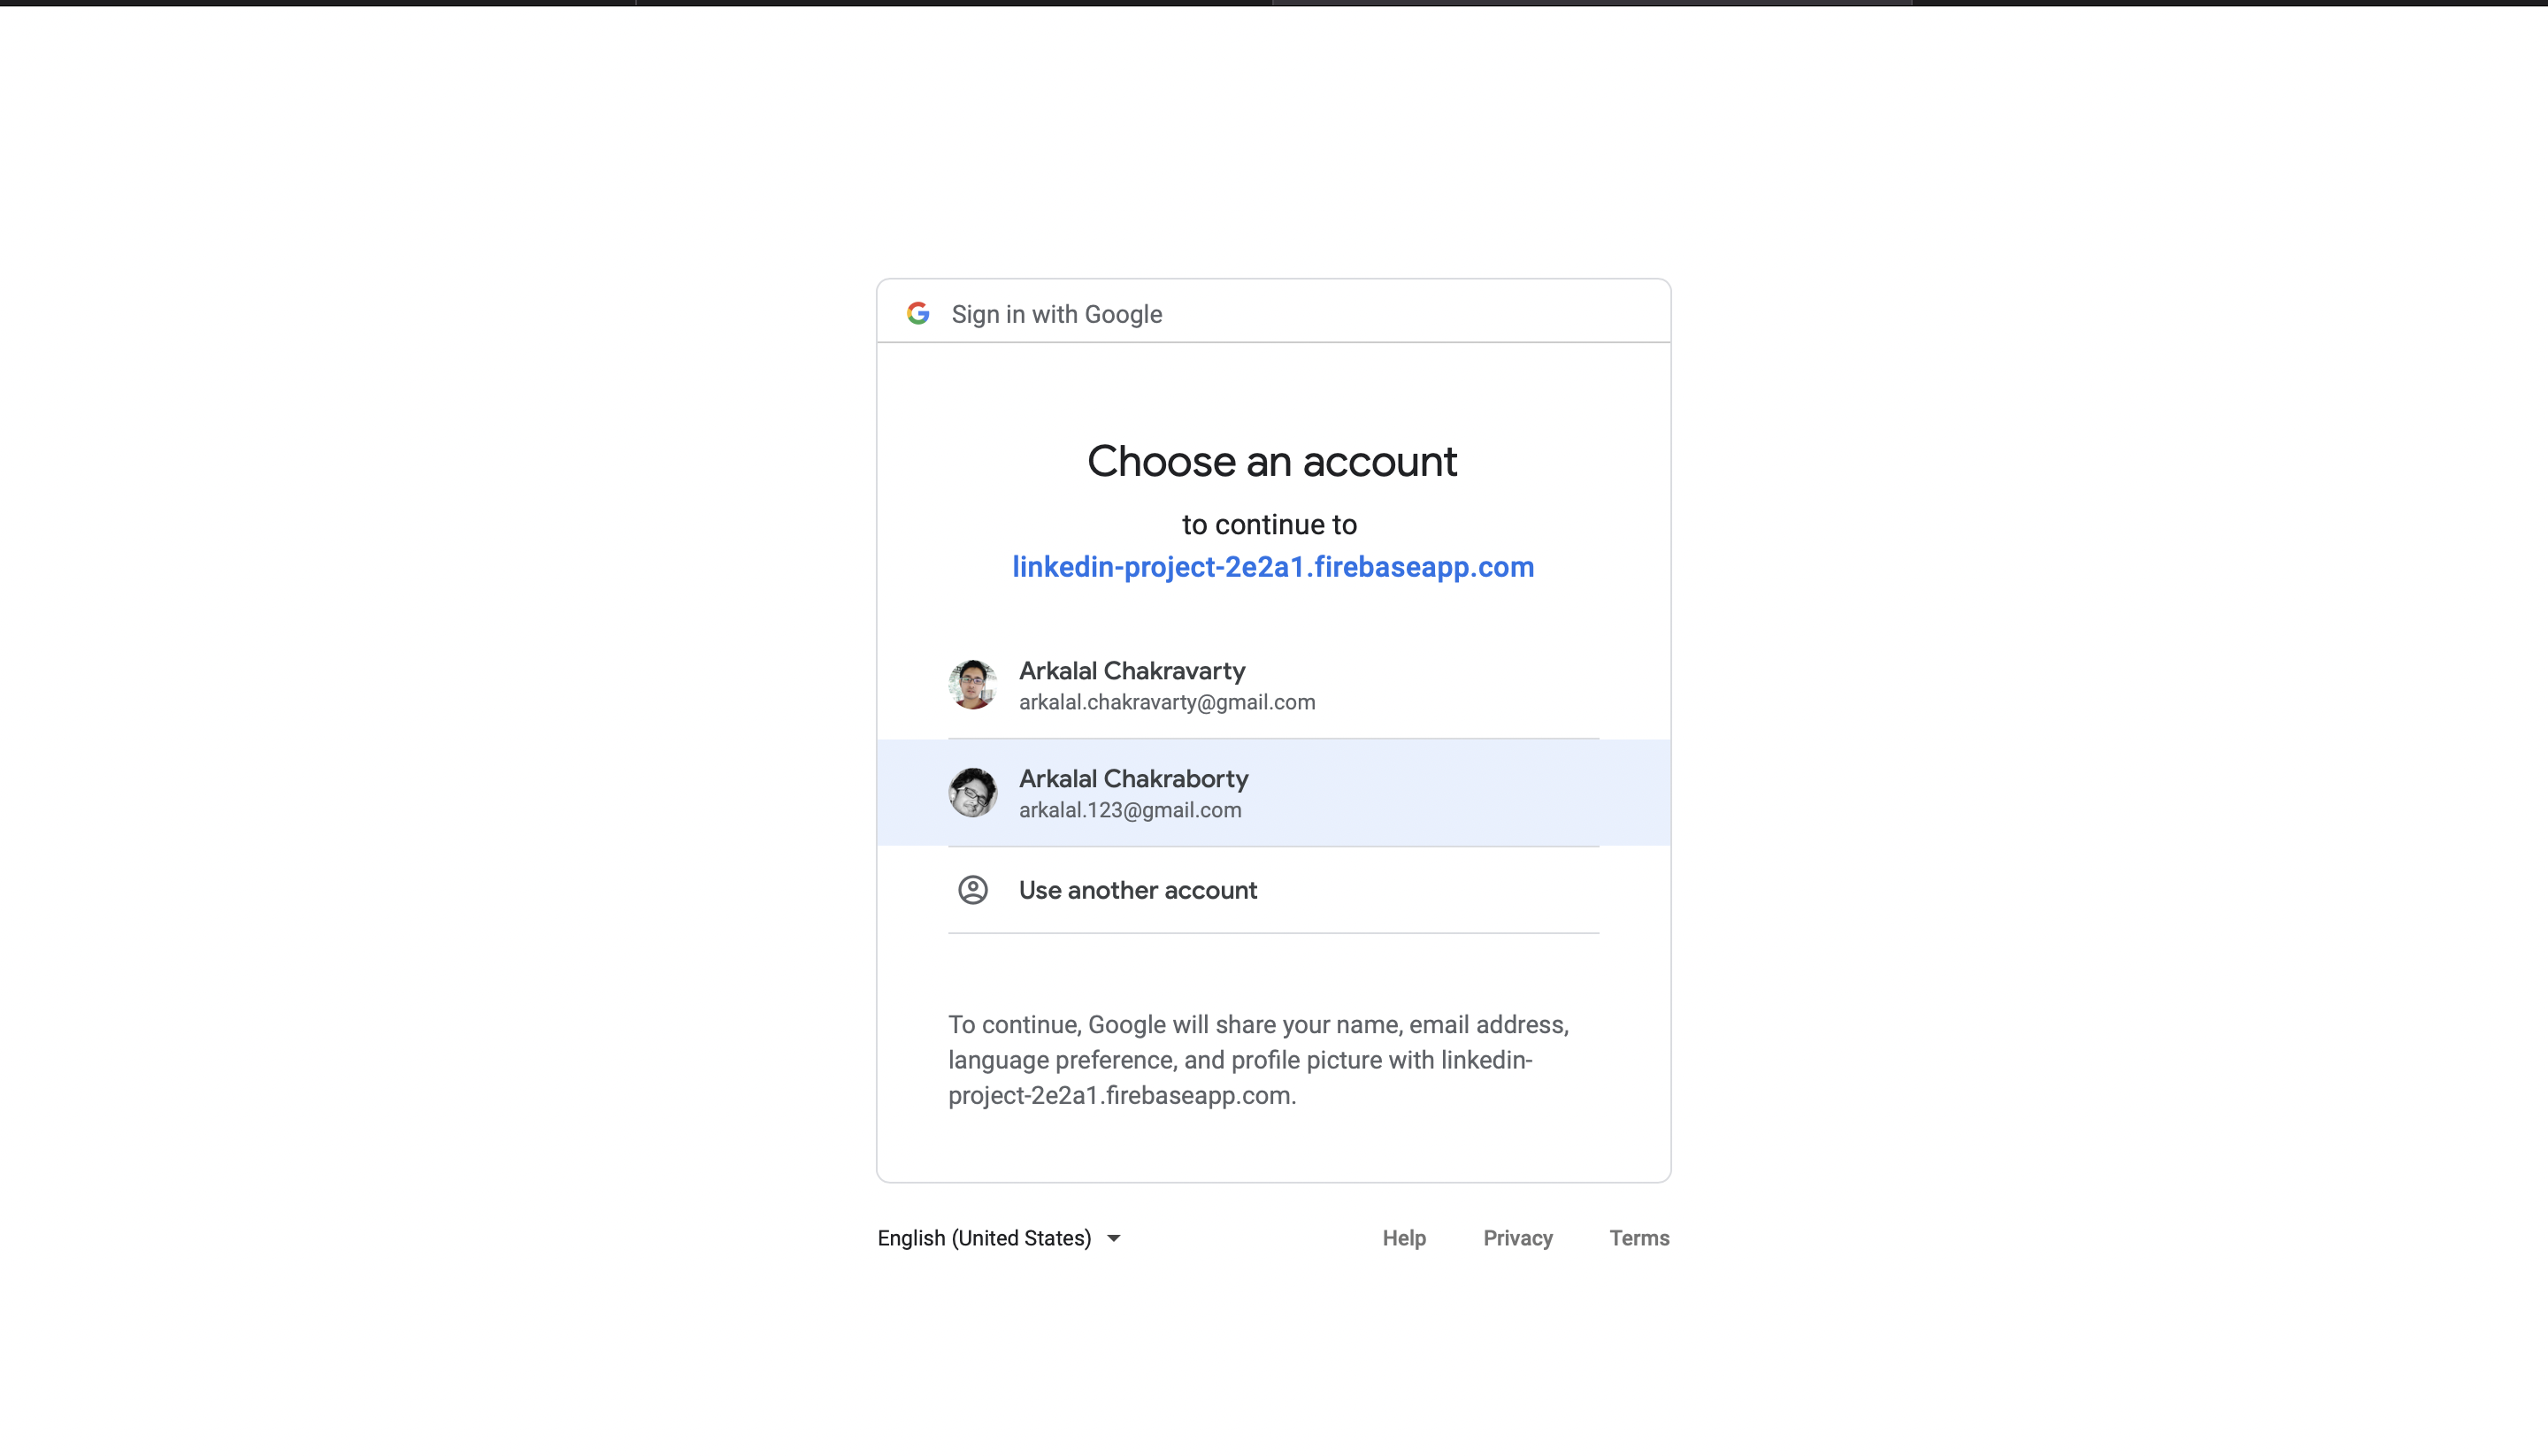 Sign in with Google
Choose an account
to continue to
linkedin-project-2e2a1.firebaseapp.com
Arkalal Chakravarty
arkalal.chakravarty@gmail.com
Arkalal Chakraborty
arkalal.123@gmail.com
Use another account
To continue, Google will share your name, email address,
language preference, and profile picture with linkedin-
project-2e2a1.firebaseapp.com.
English (United States)
Help Privacy Terms